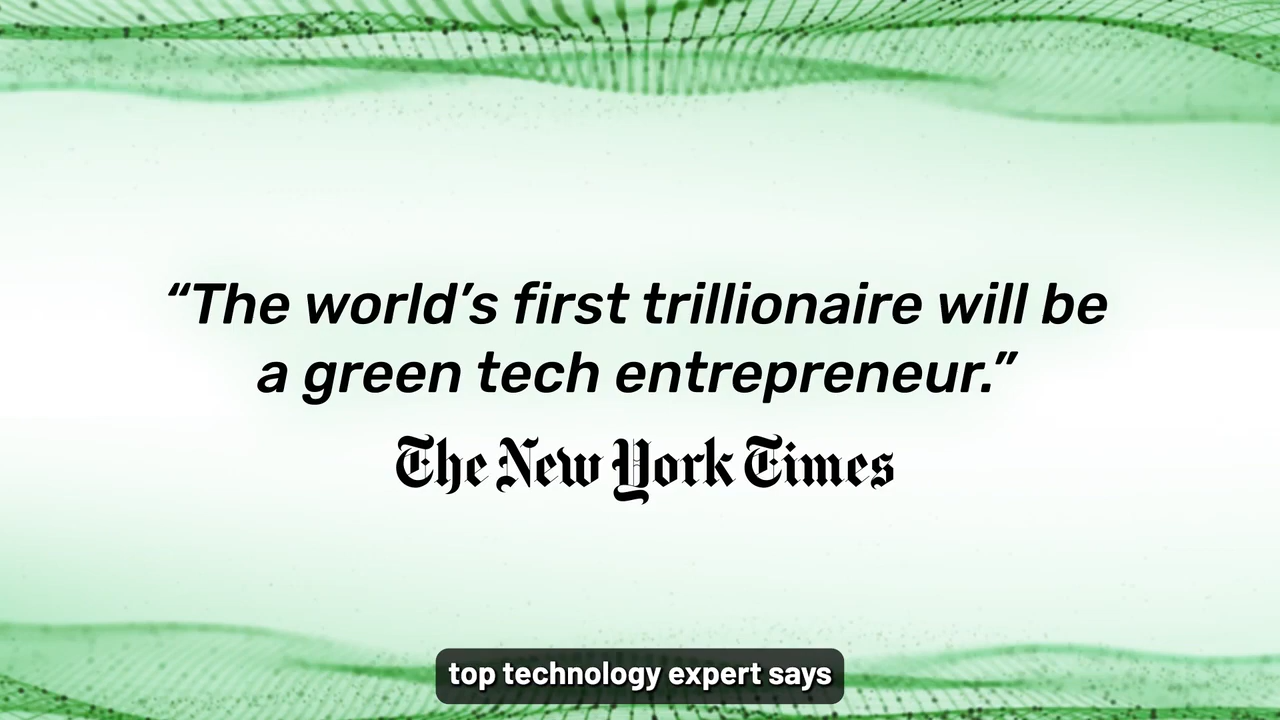 “The world’s first trillionaire will be
a green tech entrepreneur.”
The New York Times
top technology expert says